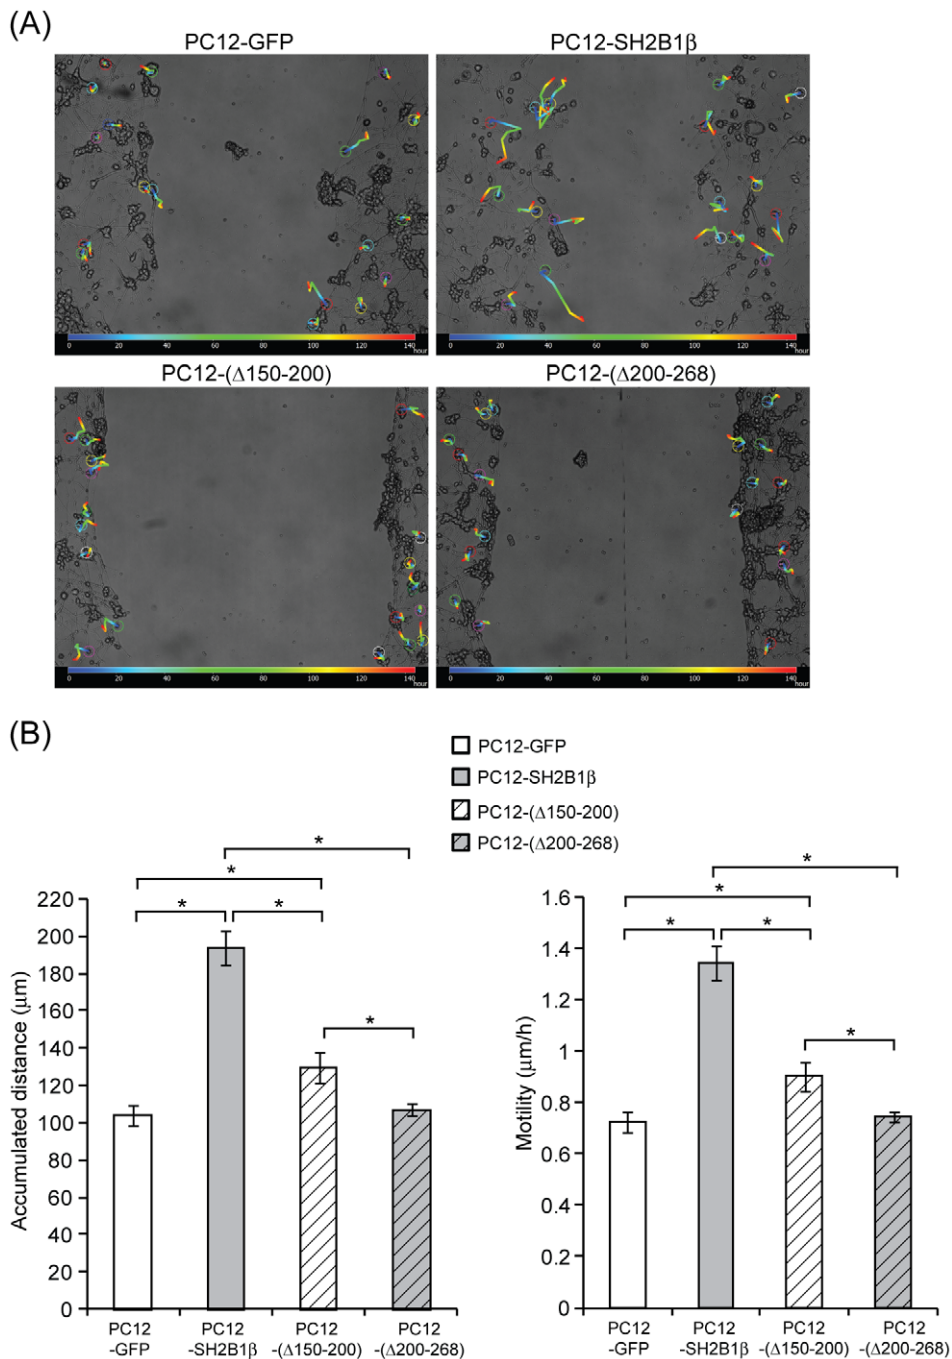 (A)
PC12-GFP
PC12-SH2B1β
0 20 40 60 80 100 120 140
hour
0 20 40 60 80 100 120 140
hour
PC12-(Δ150-200)
PC12-(Δ200-268)
0 20 40 60 80 100 120 140
hour
0 20 40 60 80 100 120 140
hour
(B)
PC12-GFP
PC12-SH2B1β
PC12-(Δ150-200)
PC12-(Δ200-268)
*
*
* *
*
Accumulated distance (μm)
220
200
180
160
140
120
100
80
60
40
20
0
PC12
-GFP
PC12
-SH2B1β
PC12
-(Δ150-200)
PC12
-(Δ200-268)
*
*
* *
*
Motility (μm/h)
1.6
1.4
1.2
1
0.8
0.6
0.4
0.2
0
PC12
-GFP
PC12
-SH2B1β
PC12
-(Δ150-200)
PC12
-(Δ200-268)